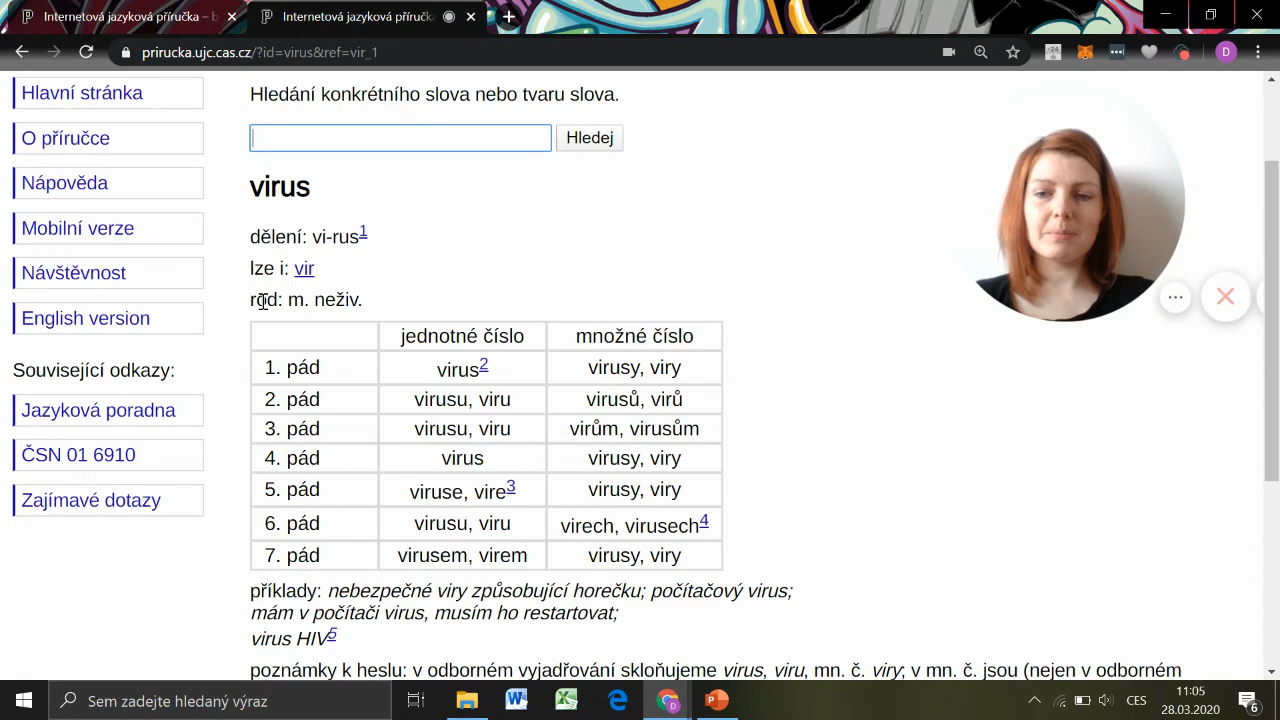 Internetová jazyková příručka – b
Internetová jazyková příručka
prirucka.ujc.cas.cz/?id=virus&ref=vir_1
-24
D
Hlavní stránka
O příručce
Nápověda
Mobilní verze
Návštěvnost
English version
Související odkazy:
Jazyková poradna
ČSN 01 6910
Zajímavé dotazy
Hledání konkrétního slova nebo tvaru slova.
Hledej
virus
dělení: vi-rus1
lze i: vir
rod: m. neživ.
jednotné číslo množné číslo
1. pád virus2 virusy, viry
2. pád virusu, viru virusů, virů
3. pád virusu, viru virům, virusům
4. pád virus virusy, viry
5. pád viruse, vire3 virusy, viry
6. pád virusu, viru virech, virusech4
7. pád virusem, virem virusy, viry
příklady: nebezpečné viry způsobující horečku; počítačový virus;
mám v počítači virus, musím ho restartovat;
virus HIV5
poznámky k heslu: v odborném vyjadřování skloňujeme virus, viru, mn. č. viry; v mn. č. jsou (nejen v odborném
Sem zadejte hledaný výraz
CES
11:05
28.03.2020
6